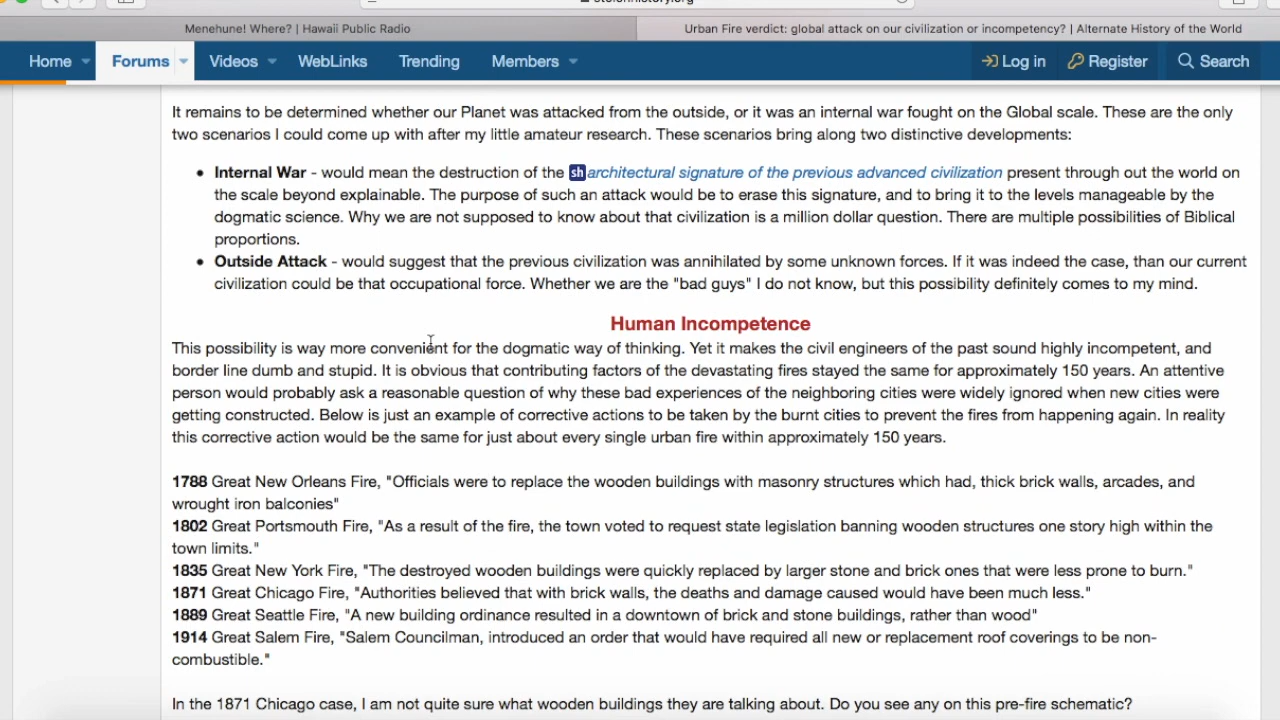 Menehune! Where? | Hawaii Public Radio
Urban Fire verdict: global attack on our civilization or incompetency? | Alternate History of the World
Home Forums Videos WebLinks Trending Members Log in Register Search
It remains to be determined whether our Planet was attacked from the outside, or it was an internal war fought on the Global scale. These are the only
two scenarios I could come up with after my little amateur research. These scenarios bring along two distinctive developments:
• Internal War - would mean the destruction of the sh architectural signature of the previous advanced civilization present through out the world on
the scale beyond explainable. The purpose of such an attack would be to erase this signature, and to bring it to the levels manageable by the
dogmatic science. Why we are not supposed to know about that civilization is a million dollar question. There are multiple possibilities of Biblical
proportions.
• Outside Attack - would suggest that the previous civilization was annihilated by some unknown forces. If it was indeed the case, than our current
civilization could be that occupational force. Whether we are the "bad guys" I do not know, but this possibility definitely comes to my mind.
Human Incompetence
This possibility is way more convenient for the dogmatic way of thinking. Yet it makes the civil engineers of the past sound highly incompetent, and
border line dumb and stupid. It is obvious that contributing factors of the devastating fires stayed the same for approximately 150 years. An attentive
person would probably ask a reasonable question of why these bad experiences of the neighboring cities were widely ignored when new cities were
getting constructed. Below is just an example of corrective actions to be taken by the burnt cities to prevent the fires from happening again. In reality
this corrective action would be the same for just about every single urban fire within approximately 150 years.
1788 Great New Orleans Fire, "Officials were to replace the wooden buildings with masonry structures which had, thick brick walls, arcades, and
wrought iron balconies"
1802 Great Portsmouth Fire, "As a result of the fire, the town voted to request state legislation banning wooden structures one story high within the
town limits."
1835 Great New York Fire, "The destroyed wooden buildings were quickly replaced by larger stone and brick ones that were less prone to burn."
1871 Great Chicago Fire, "Authorities believed that with brick walls, the deaths and damage caused would have been much less."
1889 Great Seattle Fire, "A new building ordinance resulted in a downtown of brick and stone buildings, rather than wood"
1914 Great Salem Fire, "Salem Councilman, introduced an order that would have required all new or replacement roof coverings to be non-
combustible."
In the 1871 Chicago case, I am not quite sure what wooden buildings they are talking about. Do you see any on this pre-fire schematic?